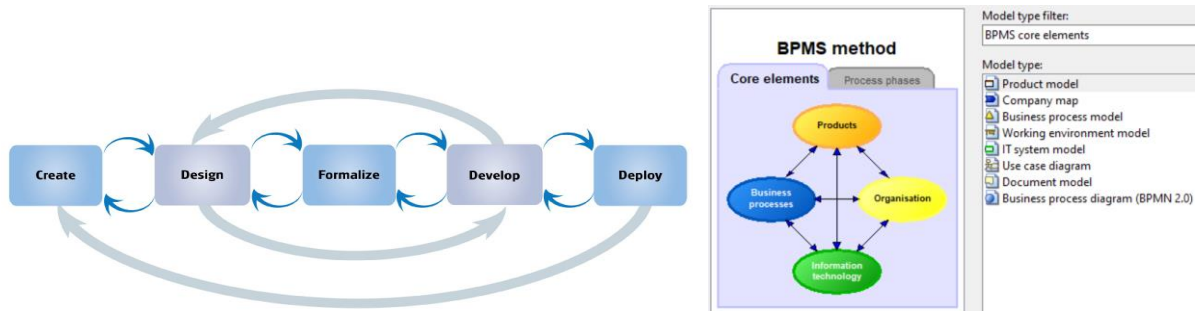 Create
Design
Formalize
Develop
Deploy
BPMS method
Core elements
Process phases
Products
Business
processes
Organisation
Information
technology
Model type filter:
BPMS core elements
Model type:
Product model
Company map
Business process model
Working environment model
IT system model
Use case diagram
Document model
Business process diagram (BPMN 2.0)